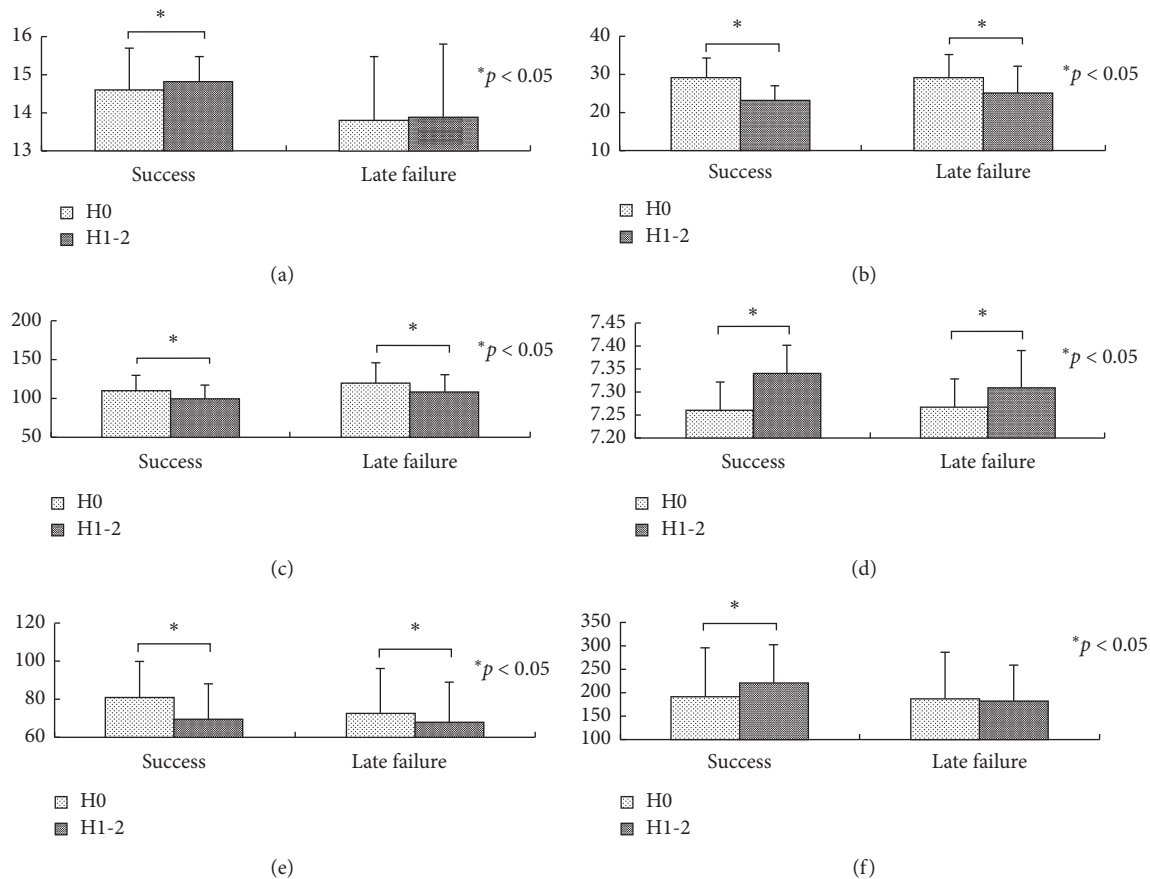 16
15
14
13
*
*p < 0.05
Success
Late failure
H0
H1-2
(a)
40
30
20
10
*
*
*p < 0.05
Success
Late failure
H0
H1-2
(b)
200
150
100
50
*
*
*p < 0.05
Success
Late failure
H0
H1-2
(c)
7.45
7.40
7.35
7.30
7.25
7.20
*
*
*p < 0.05
Success
Late failure
H0
H1-2
(d)
120
100
80
60
*
*
*p < 0.05
Success
Late failure
H0
H1-2
(e)
350
300
250
200
150
100
*
*p < 0.05
Success
Late failure
H0
H1-2
(f)